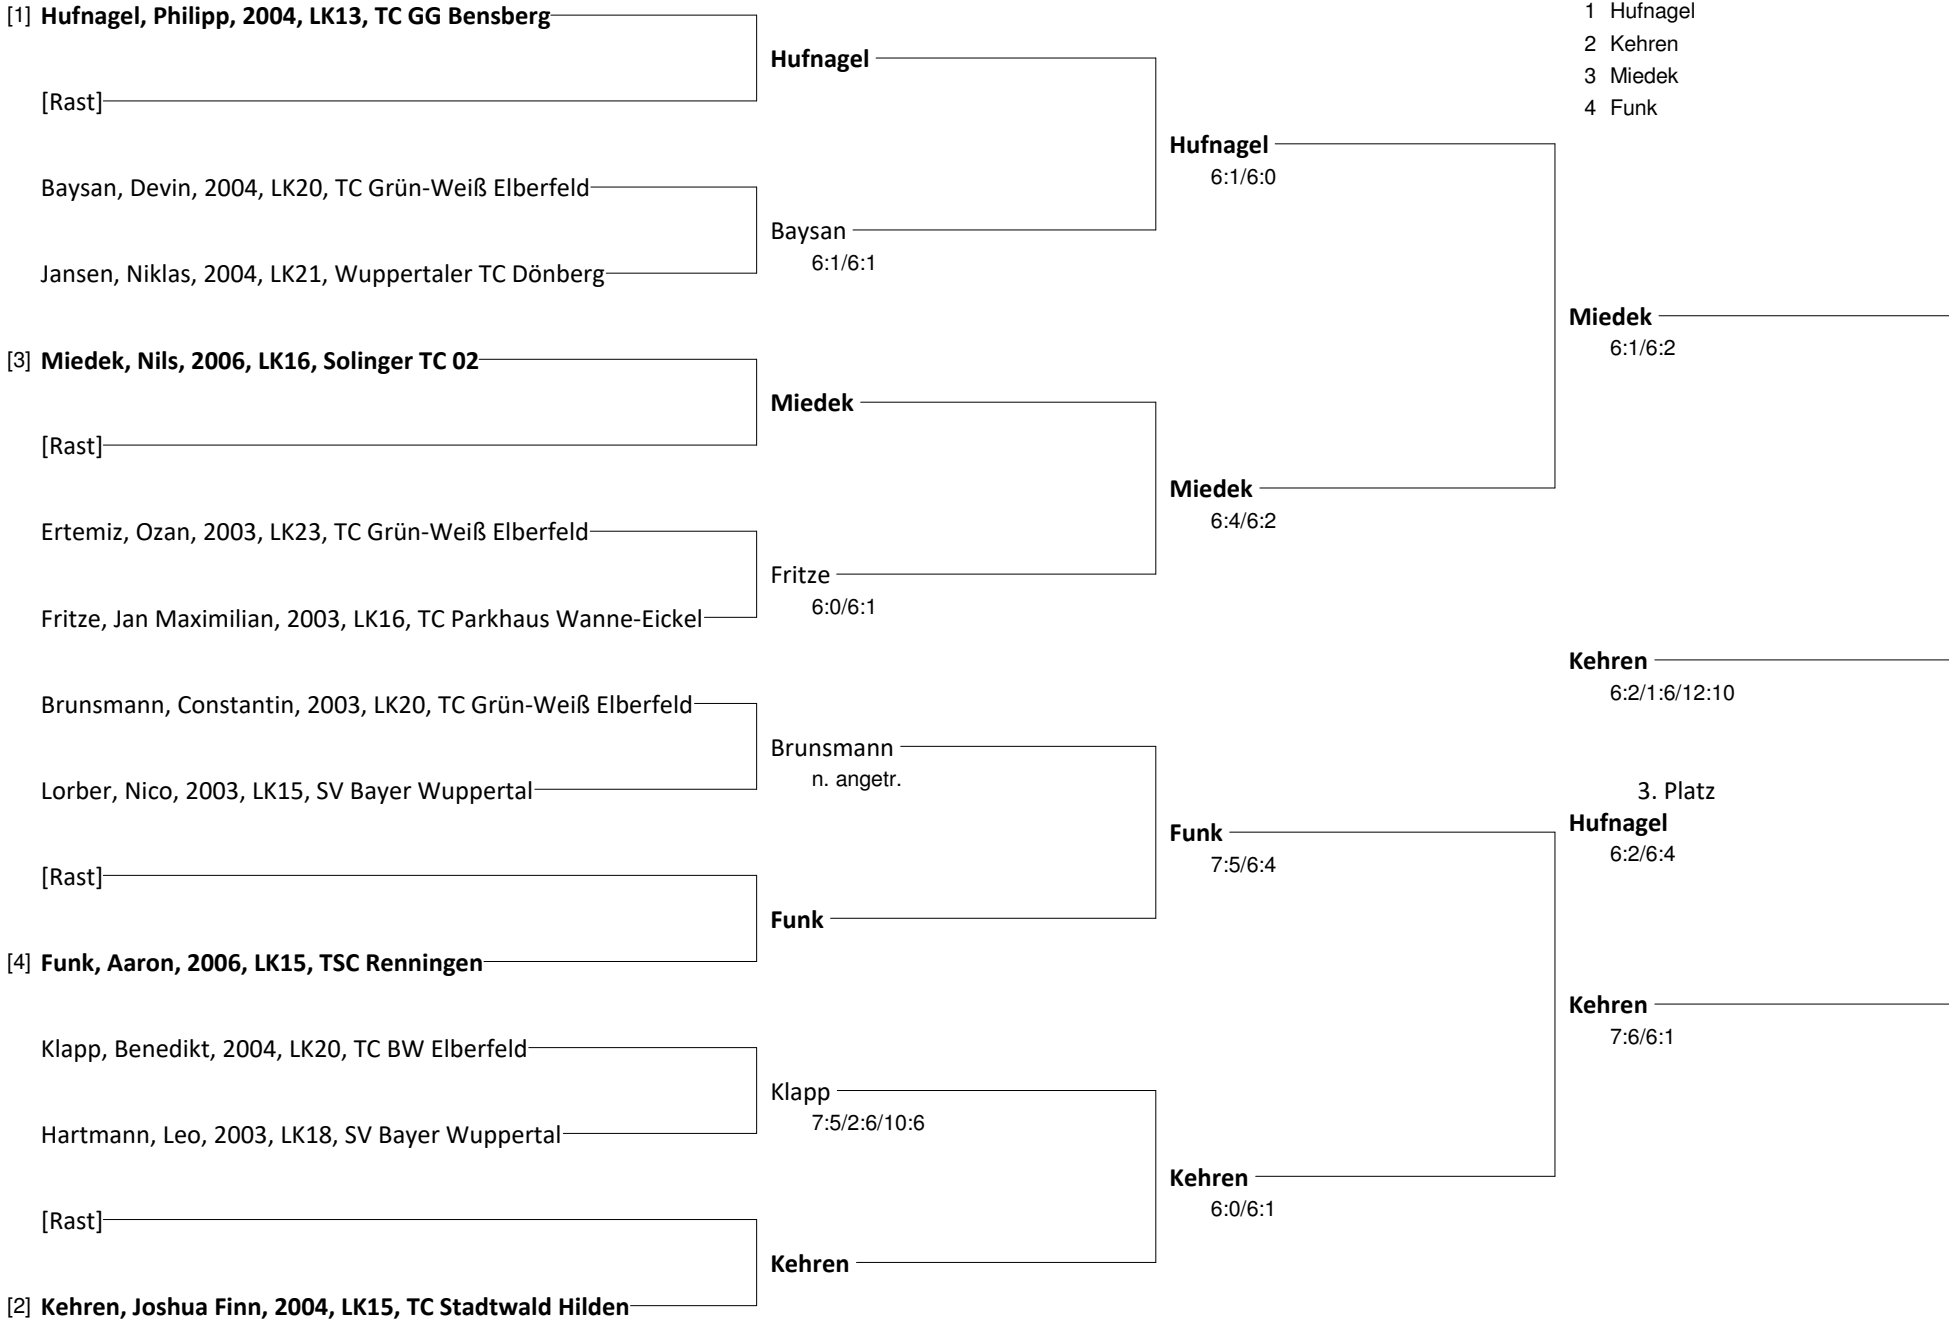 [1] Hufnagel, Philipp, 2004, LK13, TC GG Bensberg
1 Hufnagel
2 Kehren
3 Miedek
4 Funk
Hufnagel
[Rast]
Hufnagel
6:1/6:0
Baysan, Devin, 2004, LK20, TC Grün-Weiß Elberfeld
Baysan
6:1/6:1
Jansen, Niklas, 2004, LK21, Wuppertaler TC Dönberg
Miedek
6:1/6:2
[3] Miedek, Nils, 2006, LK16, Solinger TC 02
Miedek
[Rast]
Miedek
6:4/6:2
Ertemiz, Ozan, 2003, LK23, TC Grün-Weiß Elberfeld
Fritze
6:0/6:1
Fritze, Jan Maximilian, 2003, LK16, TC Parkhaus Wanne-Eickel
Kehren
6:2/1:6/12:10
Brunsmann, Constantin, 2003, LK20, TC Grün-Weiß Elberfeld
Brunsmann
n. angetr.
Lorber, Nico, 2003, LK15, SV Bayer Wuppertal
3. Platz
Hufnagel
6:2/6:4
Funk
7:5/6:4
[Rast]
Funk
[4] Funk, Aaron, 2006, LK15, TSC Renningen
Kehren
7:6/6:1
Klapp, Benedikt, 2004, LK20, TC BW Elberfeld
Klapp
7:5/2:6/10:6
Hartmann, Leo, 2003, LK18, SV Bayer Wuppertal
Kehren
6:0/6:1
[Rast]
Kehren
[2] Kehren, Joshua Finn, 2004, LK15, TC Stadtwald Hilden